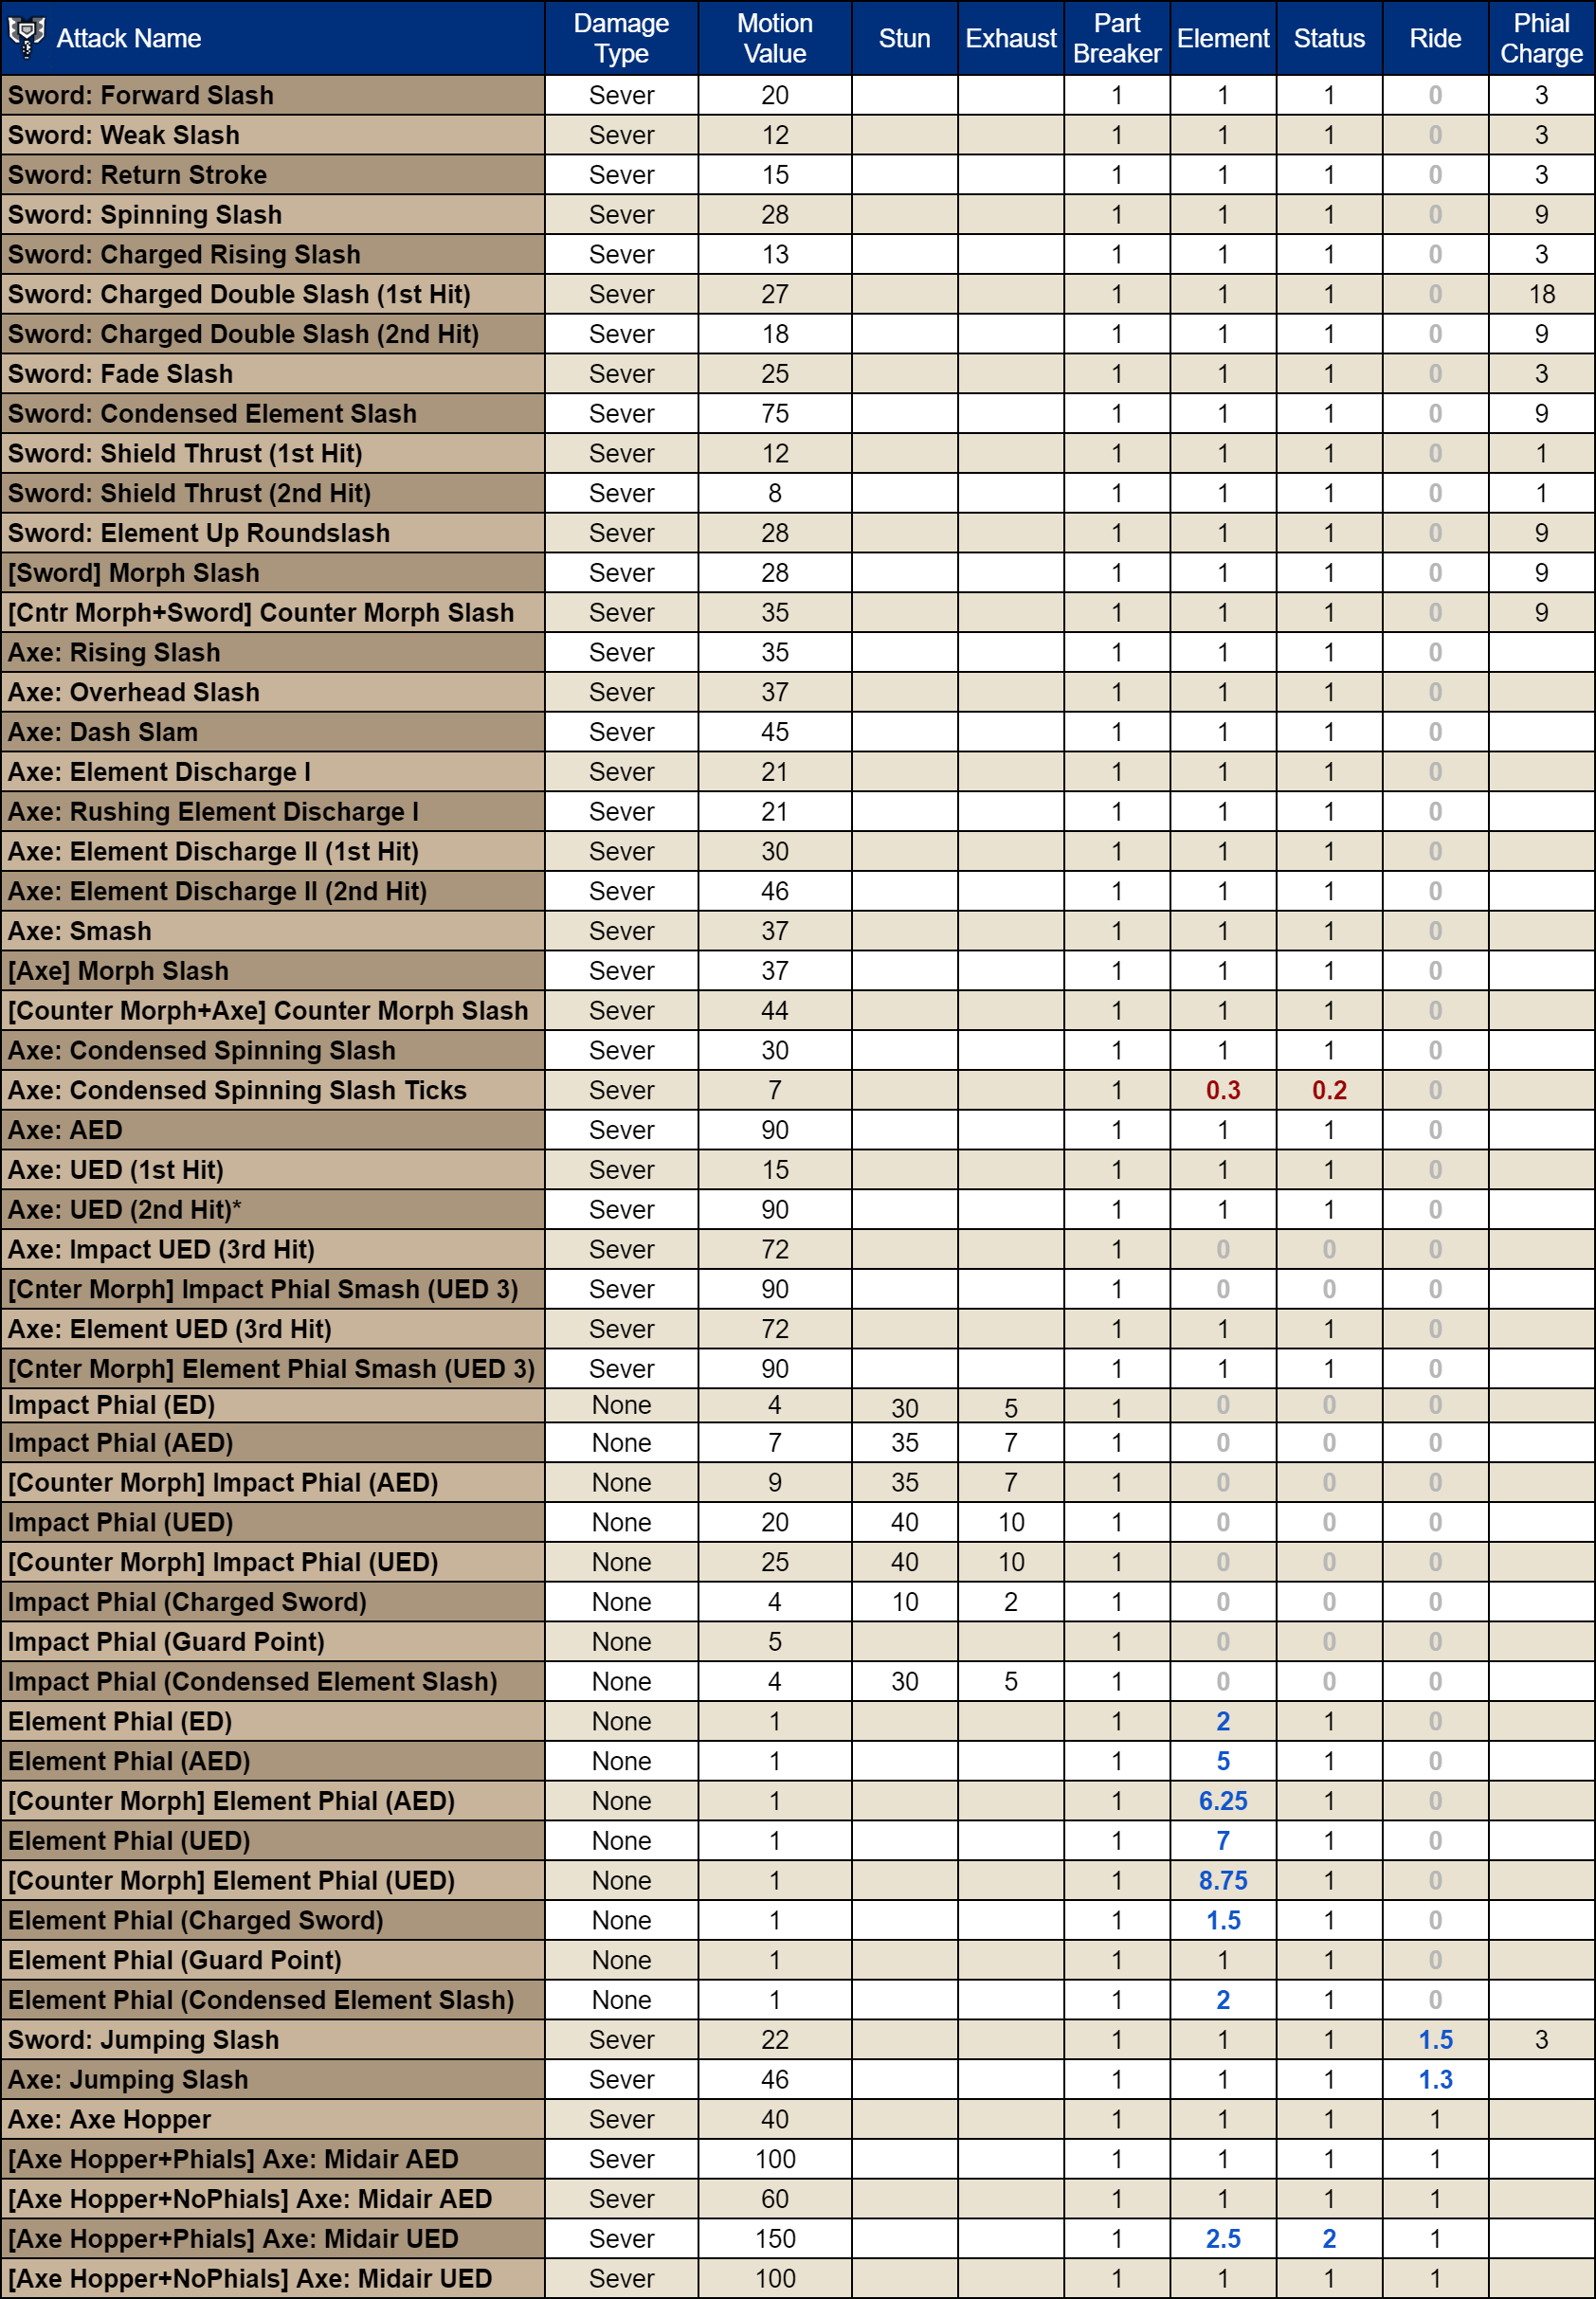 Attack Name Damage Type Motion Value Stun Exhaust Part Breaker Element Status Ride Phial Charge
Sword: Forward Slash Sever 20 1 1 1 0 3
Sword: Weak Slash Sever 12 1 1 1 0 3
Sword: Return Stroke Sever 15 1 1 1 0 3
Sword: Spinning Slash Sever 28 1 1 1 0 9
Sword: Charged Rising Slash Sever 13 1 1 1 0 3
Sword: Charged Double Slash (1st Hit) Sever 27 1 1 1 0 18
Sword: Charged Double Slash (2nd Hit) Sever 18 1 1 1 0 9
Sword: Fade Slash Sever 25 1 1 1 0 3
Sword: Condensed Element Slash Sever 75 1 1 1 0 9
Sword: Shield Thrust (1st Hit) Sever 12 1 1 1 0 1
Sword: Shield Thrust (2nd Hit) Sever 8 1 1 1 0 1
Sword: Element Up Roundslash Sever 28 1 1 1 0 9
[Sword] Morph Slash Sever 28 1 1 1 0 9
[Cntr Morph+Sword] Counter Morph Slash Sever 35 1 1 1 0 9
Axe: Rising Slash Sever 35 1 1 1 0
Axe: Overhead Slash Sever 37 1 1 1 0
Axe: Dash Slam Sever 45 1 1 1 0
Axe: Element Discharge I Sever 21 1 1 1 0
Axe: Rushing Element Discharge I Sever 21 1 1 1 0
Axe: Element Discharge II (1st Hit) Sever 30 1 1 1 0
Axe: Element Discharge II (2nd Hit) Sever 46 1 1 1 0
Axe: Smash Sever 37 1 1 1 0
[Axe] Morph Slash Sever 37 1 1 1 0
[Counter Morph+Axe] Counter Morph Slash Sever 44 1 1 1 0
Axe: Condensed Spinning Slash Sever 30 1 1 1 0
Axe: Condensed Spinning Slash Ticks Sever 7 1 0.3 0.2 0
Axe: AED Sever 90 1 1 1 0
Axe: UED (1st Hit) Sever 15 1 1 1 0
Axe: UED (2nd Hit)* Sever 90 1 1 1 0
Axe: Impact UED (3rd Hit) Sever 72 1 0 0 0
[Cnter Morph] Impact Phial Smash (UED 3) Sever 90 1 0 0 0
Axe: Element UED (3rd Hit) Sever 72 1 1 1 0
[Cnter Morph] Element Phial Smash (UED 3) Sever 90 1 1 1 0
Impact Phial (ED) None 4 30 5 1 0 0 0
Impact Phial (AED) None 7 35 7 1 0 0 0
[Counter Morph] Impact Phial (AED) None 9 35 7 1 0 0 0
Impact Phial (UED) None 20 40 10 1 0 0 0
[Counter Morph] Impact Phial (UED) None 25 40 10 1 0 0 0
Impact Phial (Charged Sword) None 4 10 2 1 0 0 0
Impact Phial (Guard Point) None 5 1 0 0 0
Impact Phial (Condensed Element Slash) None 4 30 5 1 0 0 0
Element Phial (ED) None 1 1 2 1 0
Element Phial (AED) None 1 1 5 1 0
[Counter Morph] Element Phial (AED) None 1 1 6.25 1 0
Element Phial (UED) None 1 1 7 1 0
[Counter Morph] Element Phial (UED) None 1 1 8.75 1 0
Element Phial (Charged Sword) None 1 1 1.5 1 0
Element Phial (Guard Point) None 1 1 1 1 0
Element Phial (Condensed Element Slash) None 1 1 2 1 0
Sword: Jumping Slash Sever 22 1 1 1 1.5 3
Axe: Jumping Slash Sever 46 1 1 1 1.3
Axe: Axe Hopper Sever 40 1 1 1 1
[Axe Hopper+Phials] Axe: Midair AED Sever 100 1 1 1 1
[Axe Hopper+NoPhials] Axe: Midair AED Sever 60 1 1 1 1
[Axe Hopper+Phials] Axe: Midair UED Sever 150 1 2.5 2 1
[Axe Hopper+NoPhials] Axe: Midair UED Sever 100 1 1 1 1